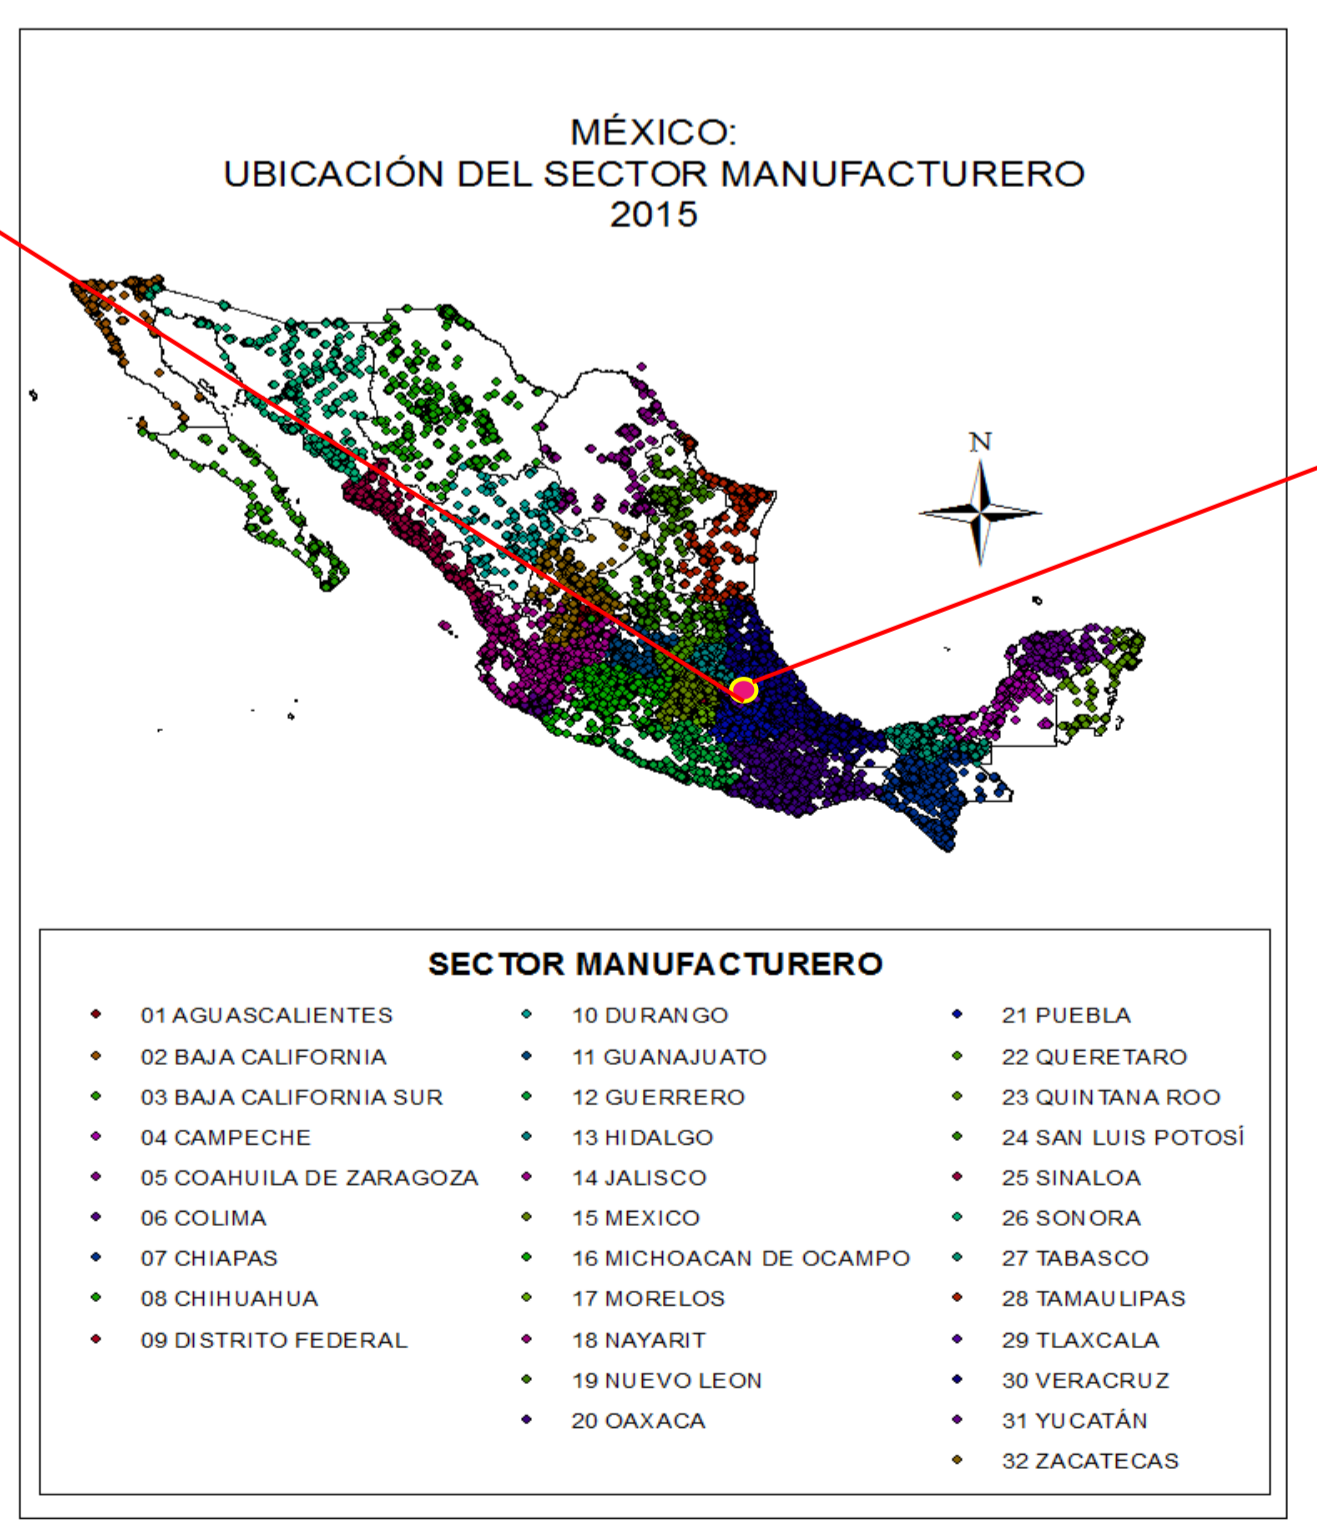 MÉXICO:
UBICACIÓN DEL SECTOR MANUFACTURERO
2015
N
SECTOR MANUFACTURERO
01 AGUASCALIENTES
02 BAJA CALIFORNIA
03 BAJA CALIFORNIA SUR
04 CAMPECHE
05 COAHUILA DE ZARAGOZA
06 COLIMA
07 CHIAPAS
08 CHIHUAHUA
09 DISTRITO FEDERAL
10 DURANGO
11 GUANAJUATO
12 GUERRERO
13 HIDALGO
14 JALISCO
15 MEXICO
16 MICHOACAN DE OCAMPO
17 MORELOS
18 NAYARIT
19 NUEVO LEON
20 OAXACA
21 PUEBLA
22 QUERETARO
23 QUINTANA ROO
24 SAN LUIS POTOSÍ
25 SINALOA
26 SONORA
27 TABASCO
28 TAMAULIPAS
29 TLAXCALA
30 VERACRUZ
31 YUCATÁN
32 ZACATECAS